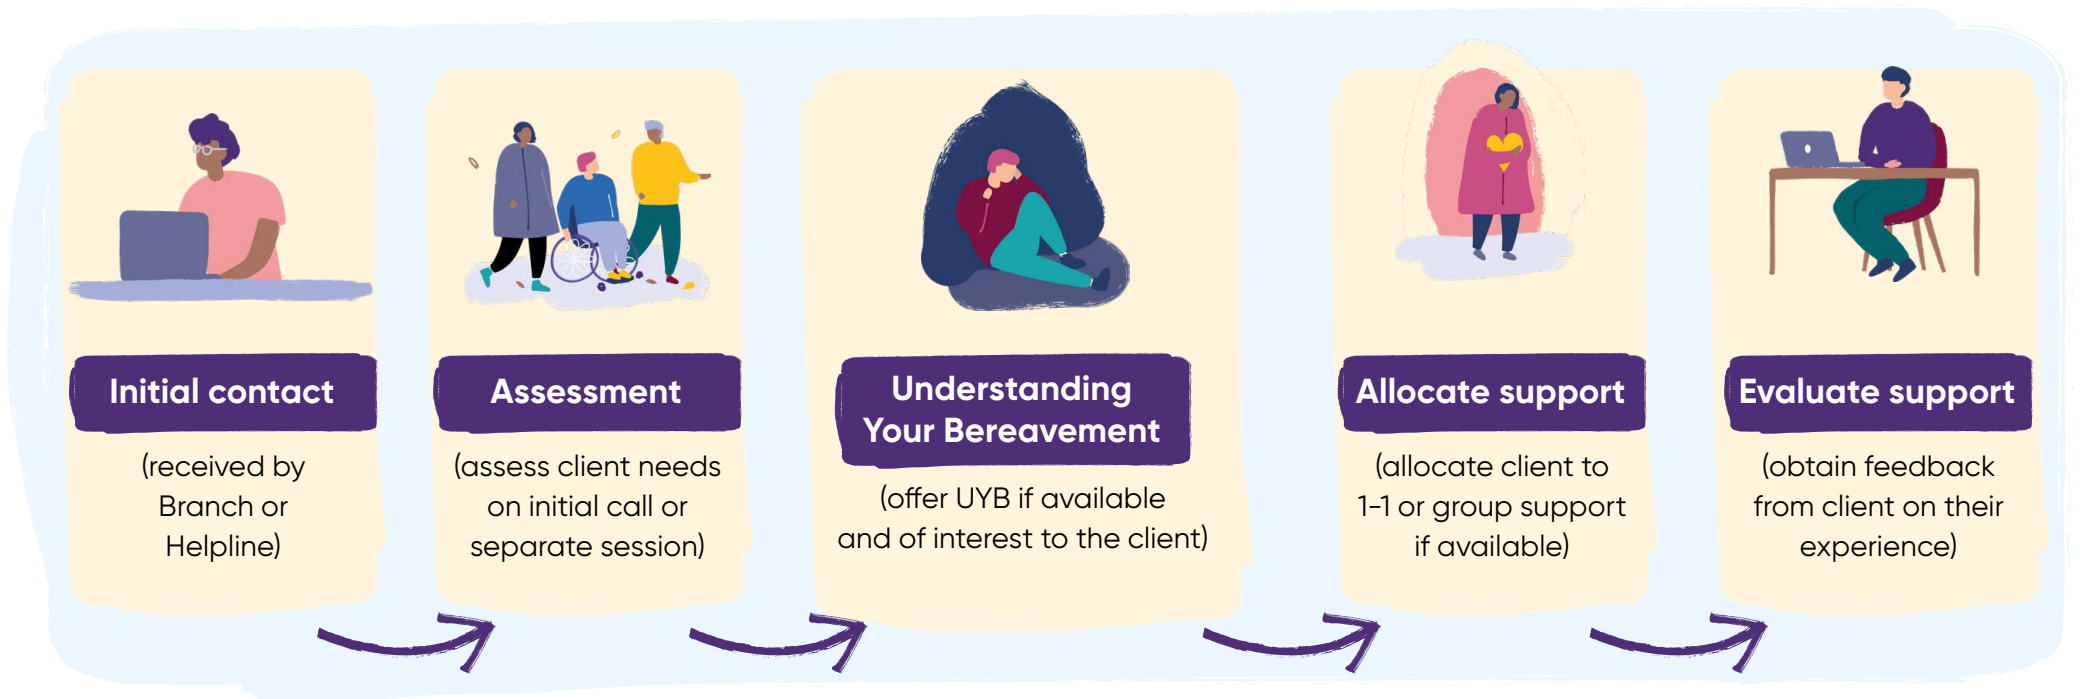 Initial contact
(received by
Branch or
Helpline)
Assessment
(assess client needs
on initial call or
separate session)
Understanding
Your Bereavement
(offer UYB if available
and of interest to the client)
Allocate support
(allocate client to
1-1 or group support
if available)
Evaluate support
(obtain feedback
from client on their
experience)